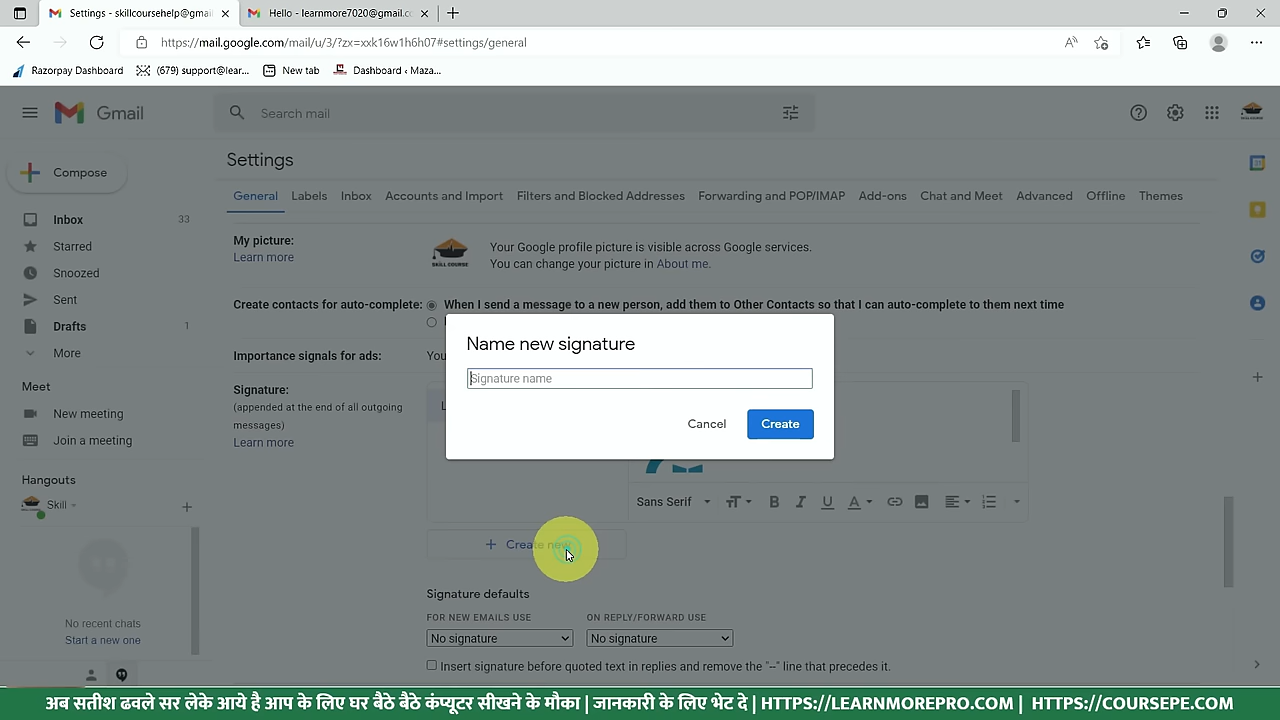 Settings - skillcoursehelp@gmai
Hello - learnmore7020@gmail.c
https://mail.google.com/mail/u/3/?zx=xxk16w1h6h07#settings/general
Razorpay Dashboard
(679) support@lear...
New tab
Dashboard ‹ Maza...
Gmail
Search mail
SKILL COURSE
Compose
Settings
General Labels Inbox Accounts and Import Filters and Blocked Addresses Forwarding and POP/IMAP Add-ons Chat and Meet Advanced Offline Themes
Inbox 33
Starred
Snoozed
Sent
Drafts 1
More
Meet
New meeting
Join a meeting
Hangouts
Skill
No recent chats
Start a new one
My picture:
Learn more
SKILL COURSE
Your Google profile picture is visible across Google services.
You can change your picture in About me.
Create contacts for auto-complete:
When I send a message to a new person, add them to Other Contacts so that I can auto-complete to them next time
Importance signals for ads:
You
Signature:
(appended at the end of all outgoing
messages)
Learn more
Name new signature
Signature name
Cancel
Create
Sans Serif
Create new
Signature defaults
FOR NEW EMAILS USE
ON REPLY/FORWARD USE
No signature
No signature
Insert signature before quoted text in replies and remove the "--" line that precedes it.
अब सतीश ढवले सर लेके आये है आप के लिए घर बैठे बैठे कंप्यूटर सीखने के मौका | जानकारी के लिए भेट दे | HTTPS://LEARNMOREPRO.COM | HTTPS://COURSEPE.COM